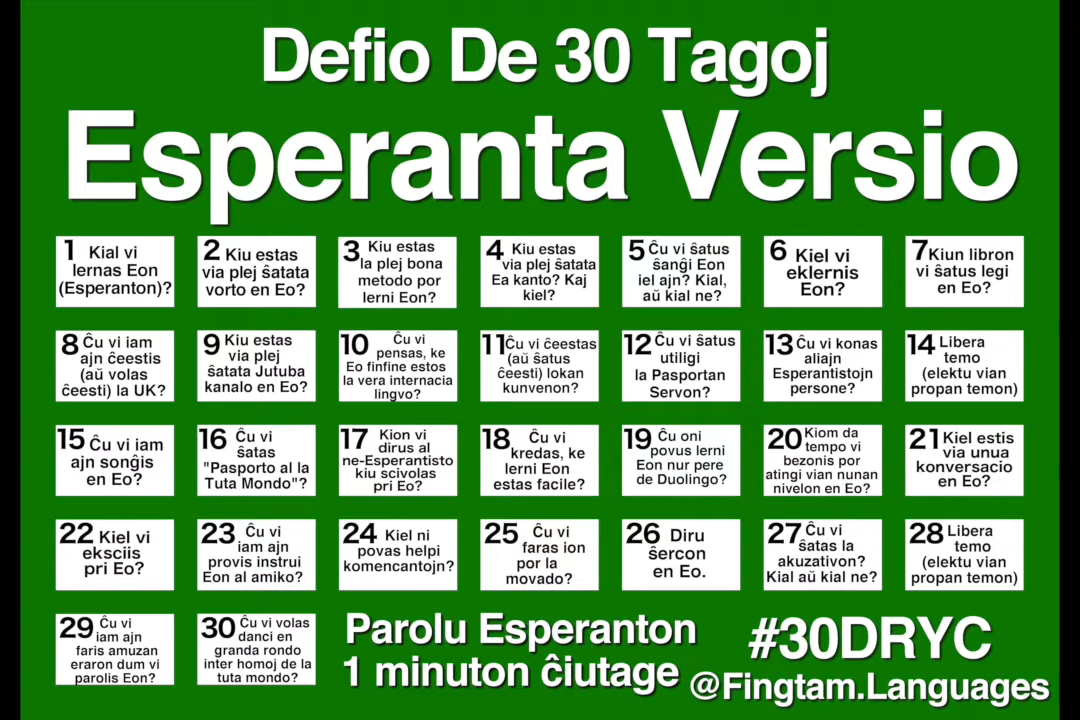 Defio De 30 Tagoj
Esperanta Versio
1 Kial vi
lernas Eon
(Esperanton)?
2 Kiu estas
via plej ŝatata
vorto en Eo?
3 Kiu estas
la plej bona
metodo por
lerni Eon?
4 Kiu estas
via plej ŝatata
Ea kanto? Kaj
kiel?
5 Ĉu vi ŝatus
ŝanĝi Eon
iel ajn? Kial,
aŭ kial ne?
6 Kiel vi
eklernis
Eon?
7 Kiun libron
vi ŝatus legi
en Eo?
8 Ĉu vi iam
ajn ĉeestis
(aŭ volas
ĉeesti) la UK?
9 Kiu estas
via plej
ŝatata Jutuba
kanalo en Eo?
10 Ĉu vi
pensas, ke
Eo finfine estos
la vera internacia
lingvo?
11 Ĉu vi ĉeestas
(aŭ ŝatus
ĉeesti) lokan
kunvenon?
12 Ĉu vi ŝatus
utiligi
la Pasportan
Servon?
13 Ĉu vi konas
aliajn
Esperantistojn
persone?
14 Libera
temo
(elektu vian
propan temon)
15 Ĉu vi iam
ajn sonĝis
en Eo?
16 Ĉu vi
ŝatas
"Pasporto al la
Tuta Mondo"?
17 Kion vi
dirus al
ne-Esperantisto
kiu scivolas
pri Eo?
18 Ĉu vi
kredas, ke
lerni Eon
estas facile?
19 Ĉu oni
povus lerni
Eon nur pere
de Duolingo?
20 Kiom da
tempo vi
bezonis por
atingi vian nunan
nivelon en Eo?
21 Kiel estis
via unua
konversacio
en Eo?
22 Kiel vi
eksciis
pri Eo?
23 Ĉu vi
iam ajn
provis instrui
Eon al amiko?
24 Kiel ni
povas helpi
komencantojn?
25 Ĉu vi
faras ion
por la
movado?
26 Diru
ŝercon
en Eo.
27 Ĉu vi
ŝatas la
akuzativon?
Kial aŭ kial ne?
28 Libera
temo
(elektu vian
propan temon)
29 Ĉu vi
iam ajn
faris amuzan
eraron dum vi
parolis Eon?
30 Ĉu vi volas
danci en
granda rondo
inter homoj de la
tuta mondo?
Parolu Esperanton
1 minuton ĉiutage
#30DRYC
@Fingtam.Languages